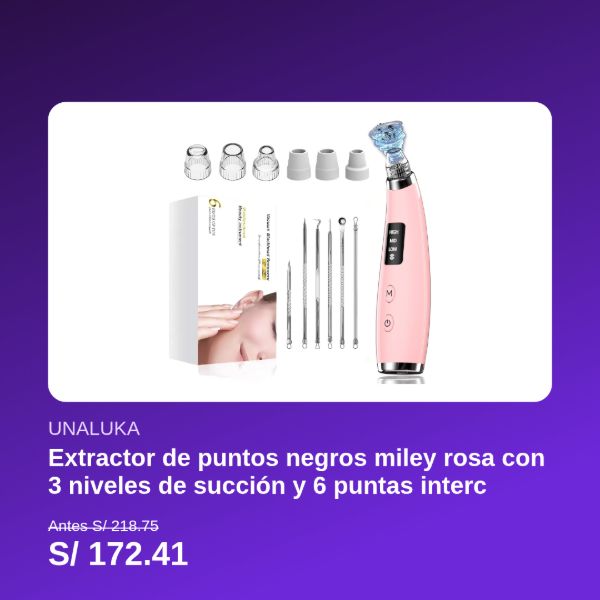 HIGH
MID
LOW
M
UNALUKA
Extractor de puntos negros miley rosa con
3 niveles de succión y 6 puntas interc
Antes S/ 218.75
S/ 172.41